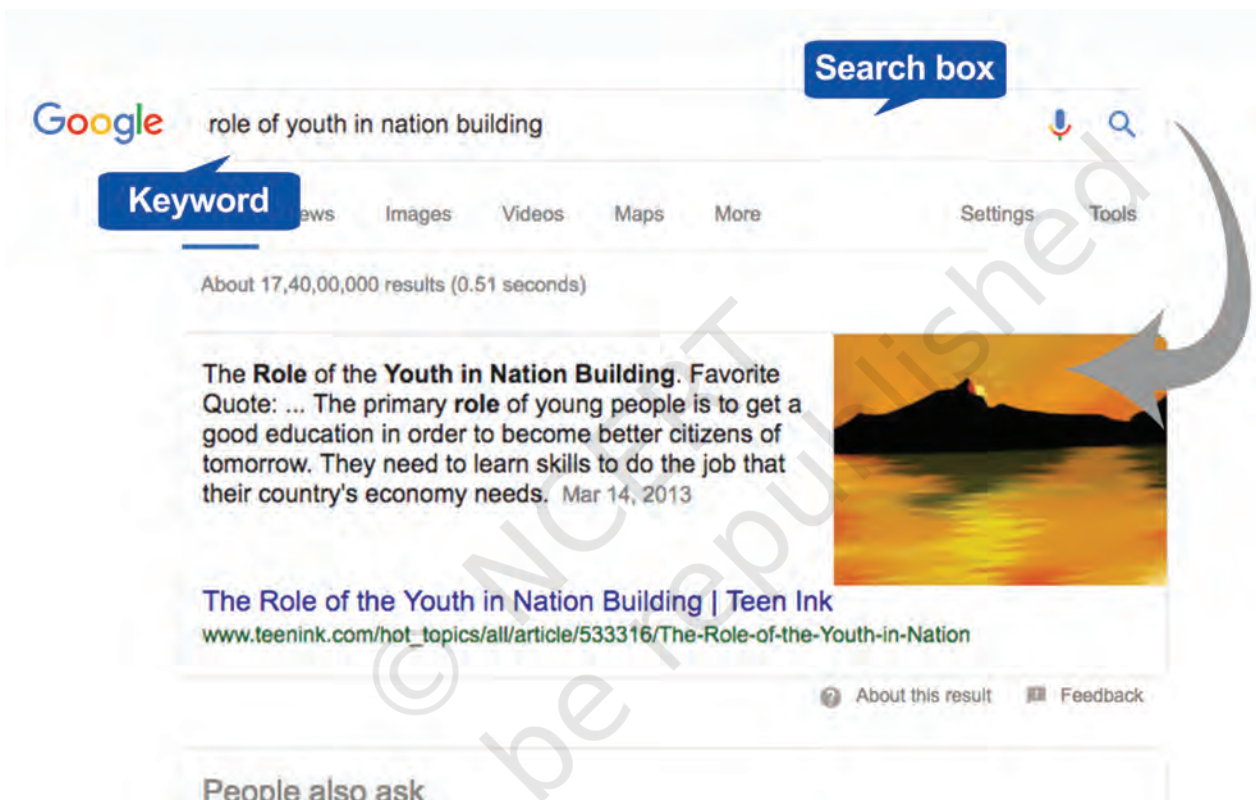 Search box
Google role of youth in nation building
Keyword
ews Images Videos Maps More Settings Tools
About 17,40,00,000 results (0.51 seconds)
The Role of the Youth in Nation Building. Favorite
Quote: ... The primary role of young people is to get a
good education in order to become better citizens of
tomorrow. They need to learn skills to do the job that
their country's economy needs. Mar 14, 2013
The Role of the Youth in Nation Building | Teen Ink
www.teenink.com/hot_topics/all/article/533316/The-Role-of-the-Youth-in-Nation
About this result Feedback
People also ask
© NCERT
be republished